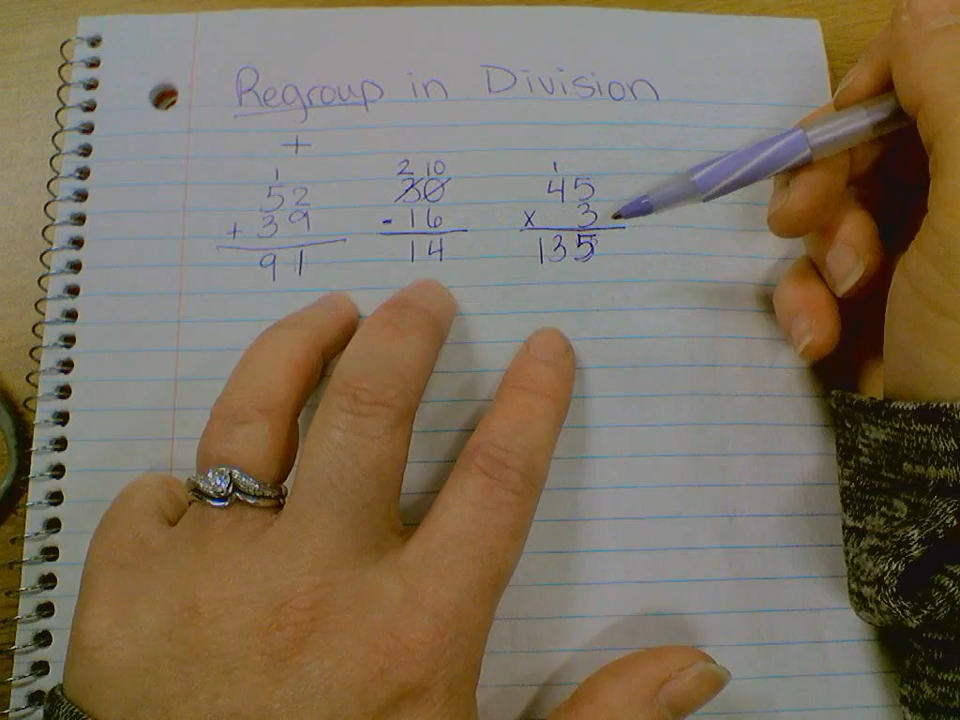 Regroup in Division
+
1 2 10 1
52 30 45
+ 39 - 16 x 3
91 14 135